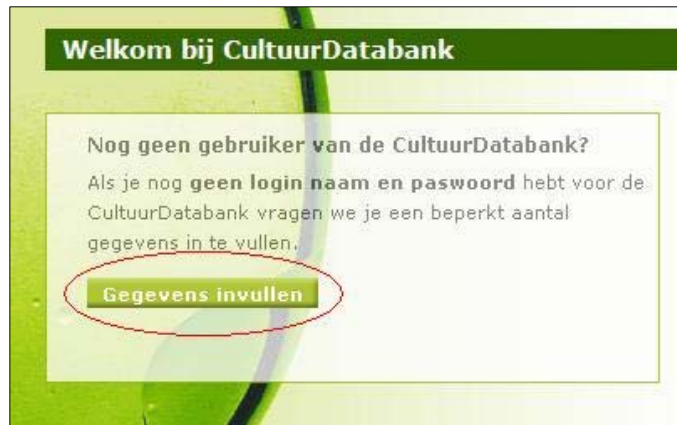 Welkom bij CultuurDatabank
Nog geen gebruiker van de CultuurDatabank?
Als je nog geen login naam en paswoord hebt voor de
CultuurDatabank vragen we je een beperkt aantal
gegevens in te vullen.
Gegevens invullen